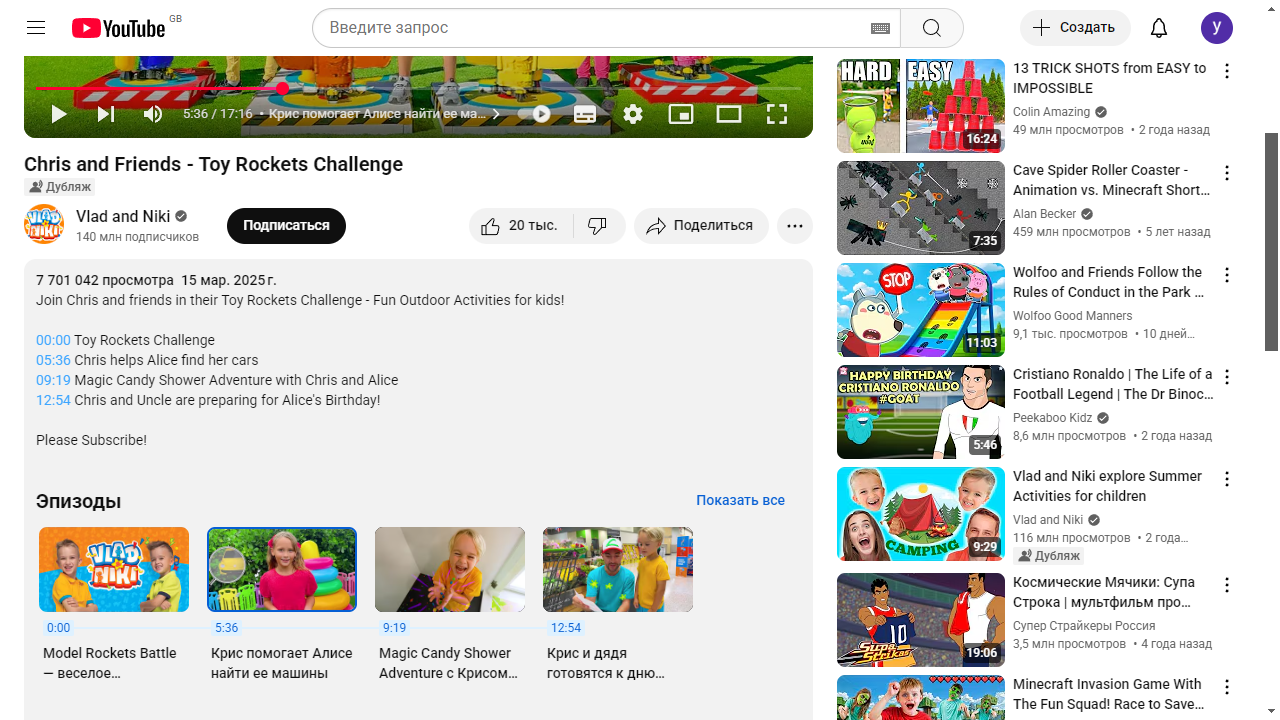 YouTube
GB
Введите запрос
Создать
У
5:36 / 17:16 • Крис помогает Алисе найти ее ма...
Chris and Friends - Toy Rockets Challenge
Дубляж
Vlad and Niki
140 млн подписчиков
Подписаться
20 тыс.
Поделиться
7 701 042 просмотра 15 мар. 2025 г.
Join Chris and friends in their Toy Rockets Challenge - Fun Outdoor Activities for kids!
00:00 Toy Rockets Challenge
05:36 Chris helps Alice find her cars
09:19 Magic Candy Shower Adventure with Chris and Alice
12:54 Chris and Uncle are preparing for Alice's Birthday!
Please Subscribe!
Эпизоды
Показать все
VLAD & NIKI
0:00
Model Rockets Battle
— веселое...
5:36
Крис помогает Алисе
найти ее машины
9:19
Magic Candy Shower
Adventure с Крисом...
12:54
Крис и дядя
готовятся к дню...
HARD EASY
16:24
13 TRICK SHOTS from EASY to
IMPOSSIBLE
Colin Amazing
49 млн просмотров • 2 года назад
7:35
Cave Spider Roller Coaster -
Animation vs. Minecraft Short...
Alan Becker
459 млн просмотров • 5 лет назад
STOP
11:03
Wolfoo and Friends Follow the
Rules of Conduct in the Park ...
Wolfoo Good Manners
9,1 тыс. просмотров • 10 дней...
HAPPY BIRTHDAY
CRISTIANO RONALDO
#GOAT
5:46
Cristiano Ronaldo | The Life of a
Football Legend | The Dr Binoc...
Peekaboo Kidz
8,6 млн просмотров • 2 года назад
CAMPING
9:29
Vlad and Niki explore Summer
Activities for children
Vlad and Niki
116 млн просмотров • 2 года...
Дубляж
10
SUPA
STRIKAS
19:06
Космические Мячики: Супа
Строка | мультфильм про...
Супер Страйкеры Россия
3,5 млн просмотров • 4 года назад
Minecraft Invasion Game With
The Fun Squad! Race to Save...